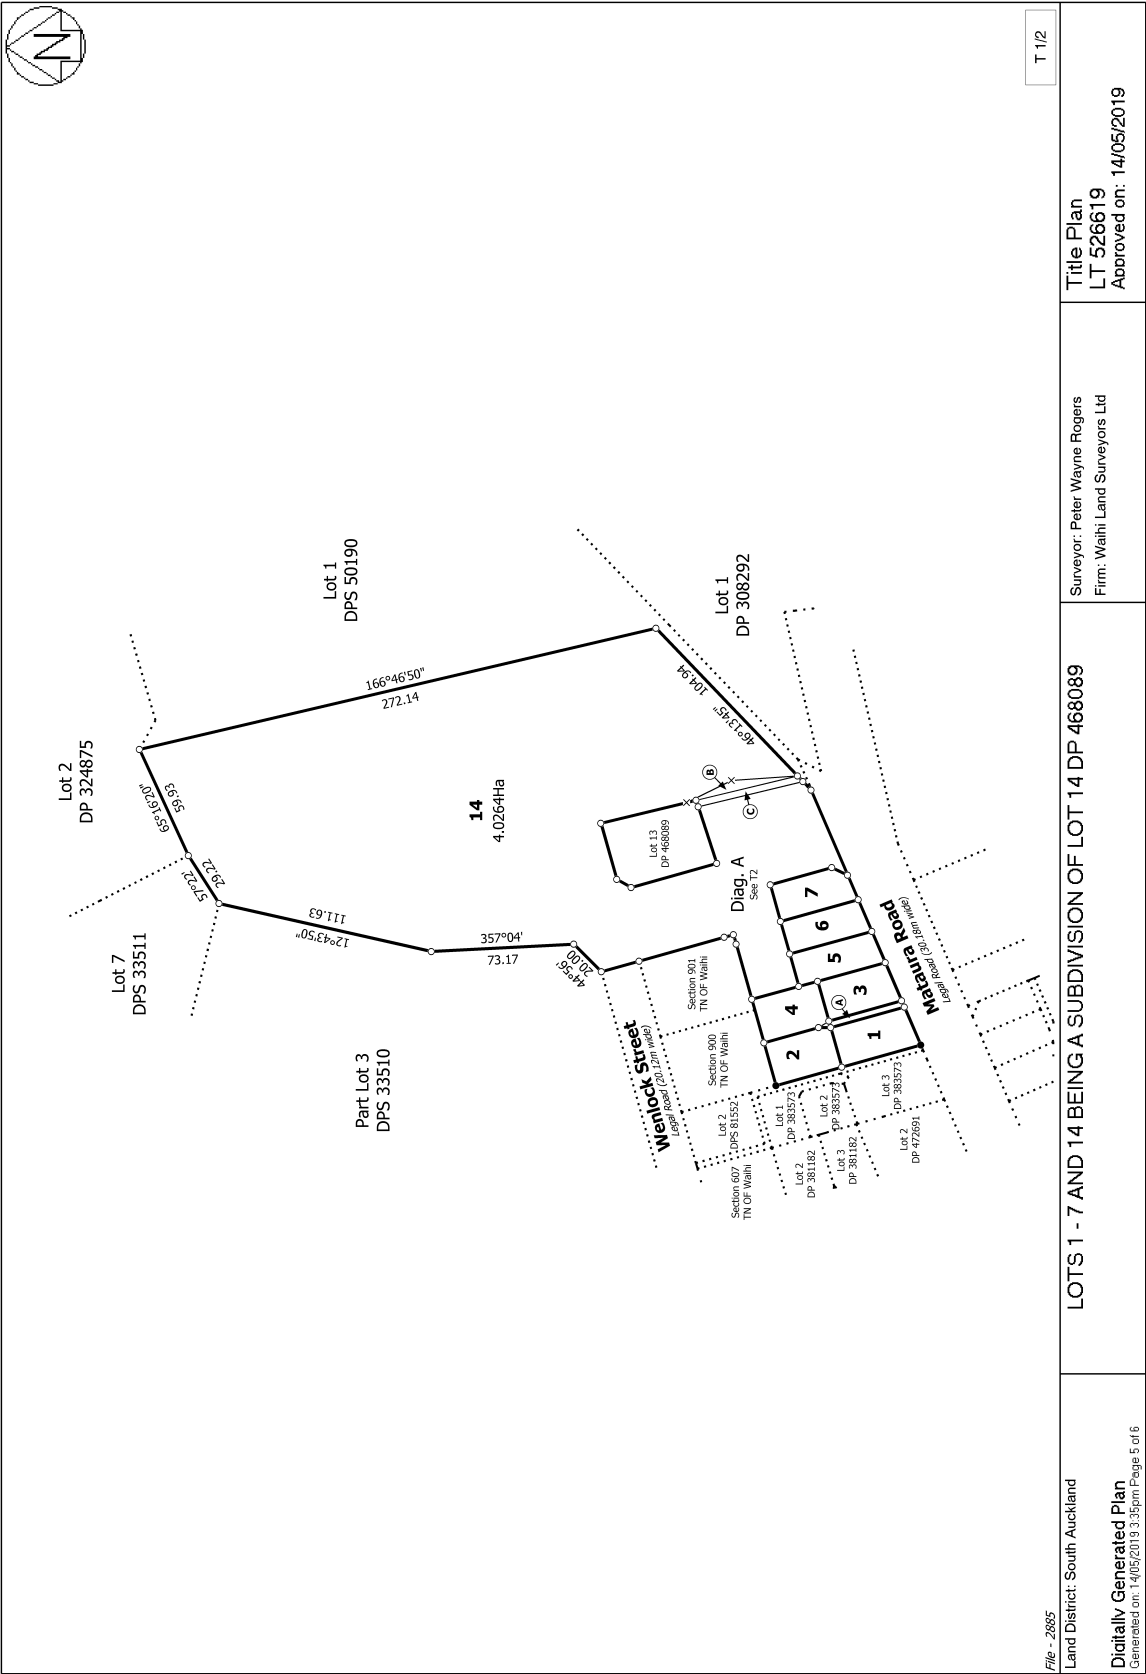 N
T 1/2
Lot 2
DP 324875
Lot 7
DPS 33511
Lot 1
DPS 50190
Part Lot 3
DPS 33510
Lot 1
DP 308292
65°16'20"
59.93
57°22'
29.22
12°43'50"
111.63
357°04'
73.17
44°56'
20.00
166°46'50"
272.14
46°13'45"
104.94
14
4.0264Ha
Lot 13
DP 468089
B
C
Diag. A
See T2
Wenlock Street
Legal Road (20.12m wide)
Section 901
TN OF Waihi
Section 900
TN OF Waihi
Lot 2
DPS 81552
Section 607
TN OF Waihi
Lot 1
DP 383573
Lot 2
DP 383573
Lot 3
DP 383573
Lot 2
DP 381182
Lot 3
DP 381182
Lot 2
DP 472691
1
2
3
4
5
6
7
A
Mataura Road
Legal Road (30.18m wide)
File - 2885
Land District: South Auckland
Digitally Generated Plan
Generated on: 14/05/2019 3:35pm Page 5 of 6
LOTS 1 - 7 AND 14 BEING A SUBDIVISION OF LOT 14 DP 468089
Surveyor: Peter Wayne Rogers
Firm: Waihi Land Surveyors Ltd
Title Plan
LT 526619
Approved on: 14/05/2019